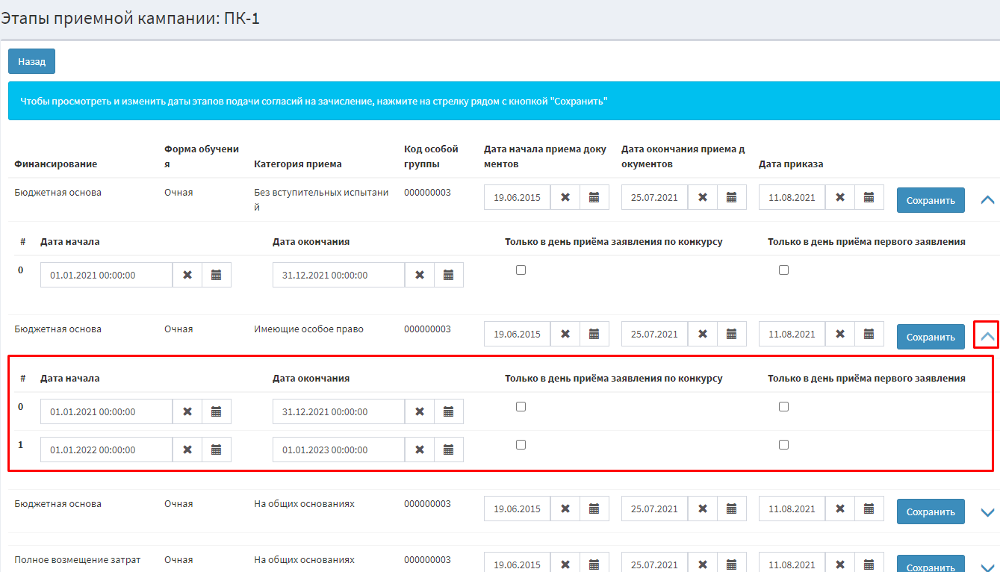 Этапы приемной кампании: ПК-1
Назад
Чтобы просмотреть и изменить даты этапов подачи согласий на зачисление, нажмите на стрелку рядом с кнопкой "Сохранить"
Форма обучени Код особой Дата начала приема доку Дата окончания приема д
Финансирование я Категория приема группы ментов окументов Дата приказа
Бюджетная основа Очная Без вступительных испытани 000000003 19.06.2015 25.07.2021 11.08.2021 Сохранить
й
# Дата начала Дата окончания Только в день приёма заявления по конкурсу Только в день приёма первого заявления
0 01.01.2021 00:00:00 31.12.2021 00:00:00
Бюджетная основа Очная Имеющие особое право 000000003 19.06.2015 25.07.2021 11.08.2021 Сохранить
# Дата начала Дата окончания Только в день приёма заявления по конкурсу Только в день приёма первого заявления
0 01.01.2021 00:00:00 31.12.2021 00:00:00
1 01.01.2022 00:00:00 01.01.2023 00:00:00
Бюджетная основа Очная На общих основаниях 000000003 19.06.2015 25.07.2021 11.08.2021 Сохранить
Полное возмещение затрат Очная На общих основаниях 000000003 19.06.2015 25.07.2021 11.08.2021 Сохранить